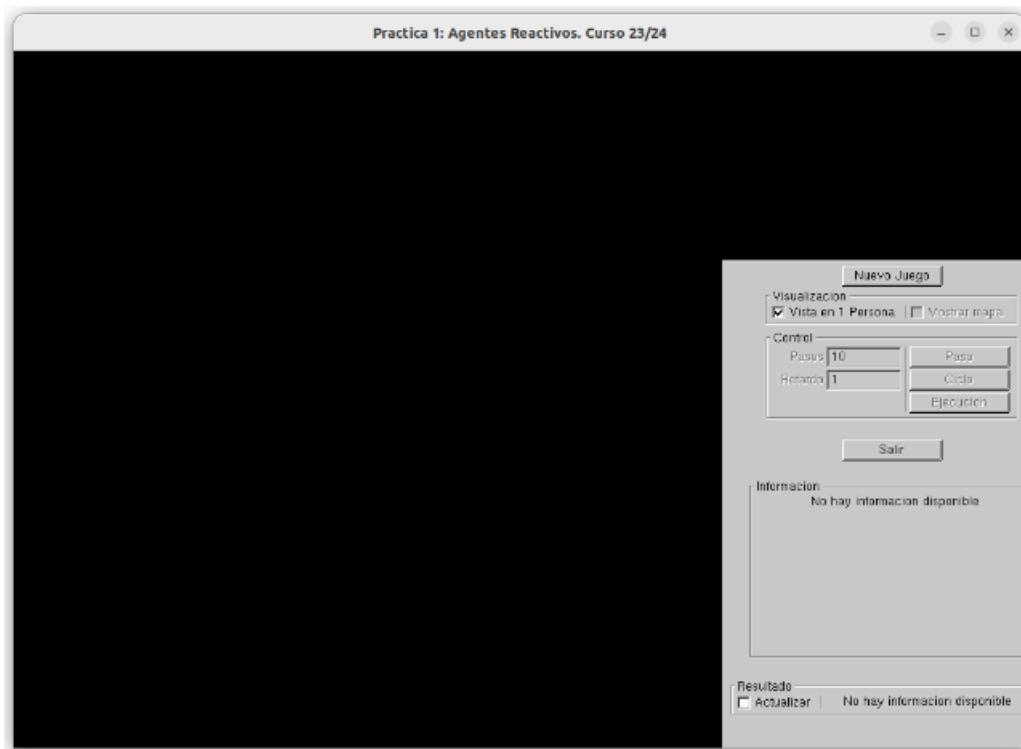 Practica 1: Agentes Reactivos. Curso 23/24
Nuevo Juego
Visualizacion
Vista en 1 Persona Mostrar mapa
Control
Pasos 10 Paso
Retardo 1 Ciclo
Ejecucion
Salir
Informacion
No hay informacion disponible
Resultado
Actualizar No hay informacion disponible